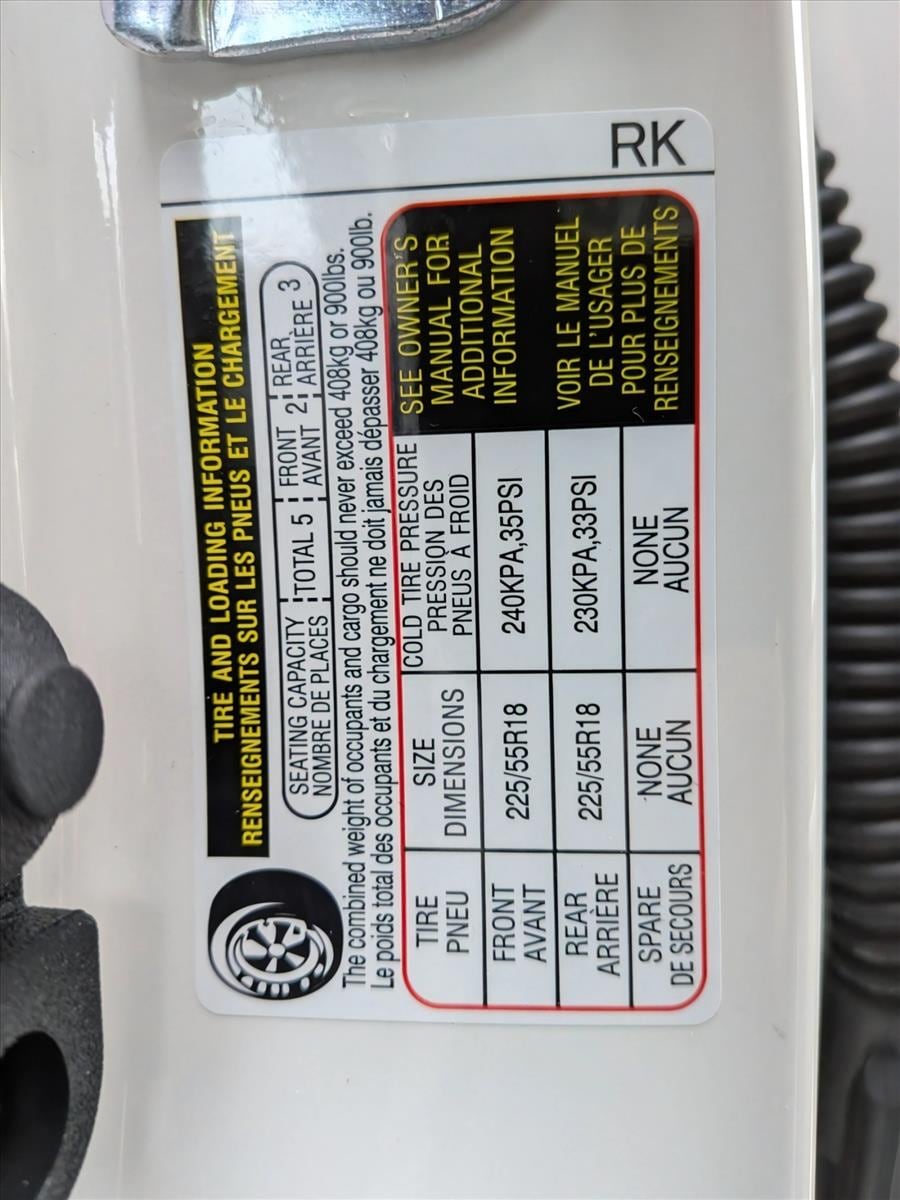 RK
TIRE AND LOADING INFORMATION
RENSEIGNEMENTS SUR LES PNEUS ET LE CHARGEMENT
SEATING CAPACITY TOTAL 5 FRONT 2 REAR 3
NOMBRE DE PLACES AVANT ARRIÈRE
The combined weight of occupants and cargo should never exceed 408kg or 900lbs.
Le poids total des occupants et du chargement ne doit jamais dépasser 408kg ou 900lb.
TIRE
PNEU
SIZE
DIMENSIONS
COLD TIRE PRESSURE
PRESSION DES
PNEUS À FROID
FRONT
AVANT
225/55R18
240KPA,35PSI
REAR
ARRIÈRE
225/55R18
230KPA,33PSI
SPARE
DE SECOURS
NONE
AUCUN
NONE
AUCUN
SEE OWNER'S
MANUAL FOR
ADDITIONAL
INFORMATION
VOIR LE MANUEL
DE L'USAGER
POUR PLUS DE
RENSEIGNEMENTS